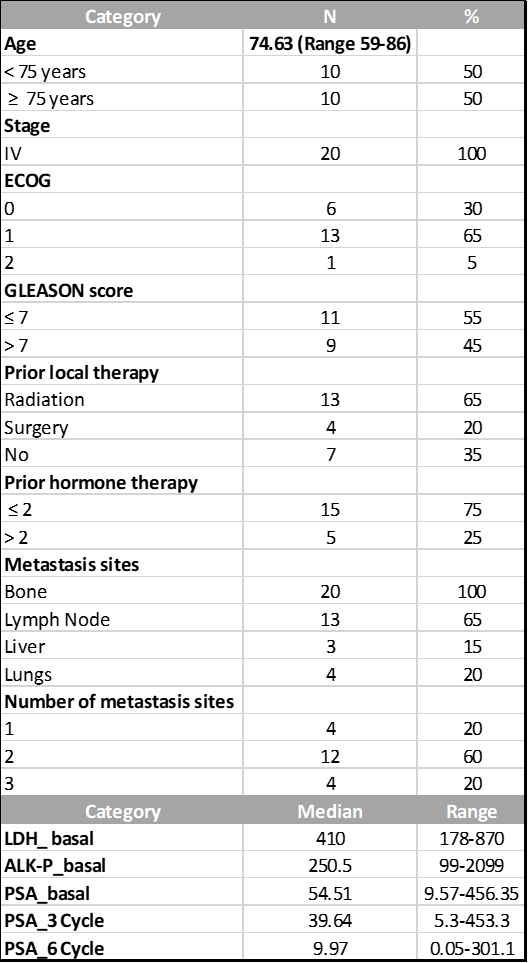 Category N %
Age 74.63 (Range 59-86)
< 75 years 10 50
≥ 75 years 10 50
Stage
IV 20 100
ECOG
0 6 30
1 13 65
2 1 5
GLEASON score
≤ 7 11 55
> 7 9 45
Prior local therapy
Radiation 13 65
Surgery 4 20
No 7 35
Prior hormone therapy
≤ 2 15 75
> 2 5 25
Metastasis sites
Bone 20 100
Lymph Node 13 65
Liver 3 15
Lungs 4 20
Number of metastasis sites
1 4 20
2 12 60
3 4 20
Category Median Range
LDH_ basal 410 178-870
ALK-P_basal 250.5 99-2099
PSA_basal 54.51 9.57-456.35
PSA_3 Cycle 39.64 5.3-453.3
PSA_6 Cycle 9.97 0.05-301.1